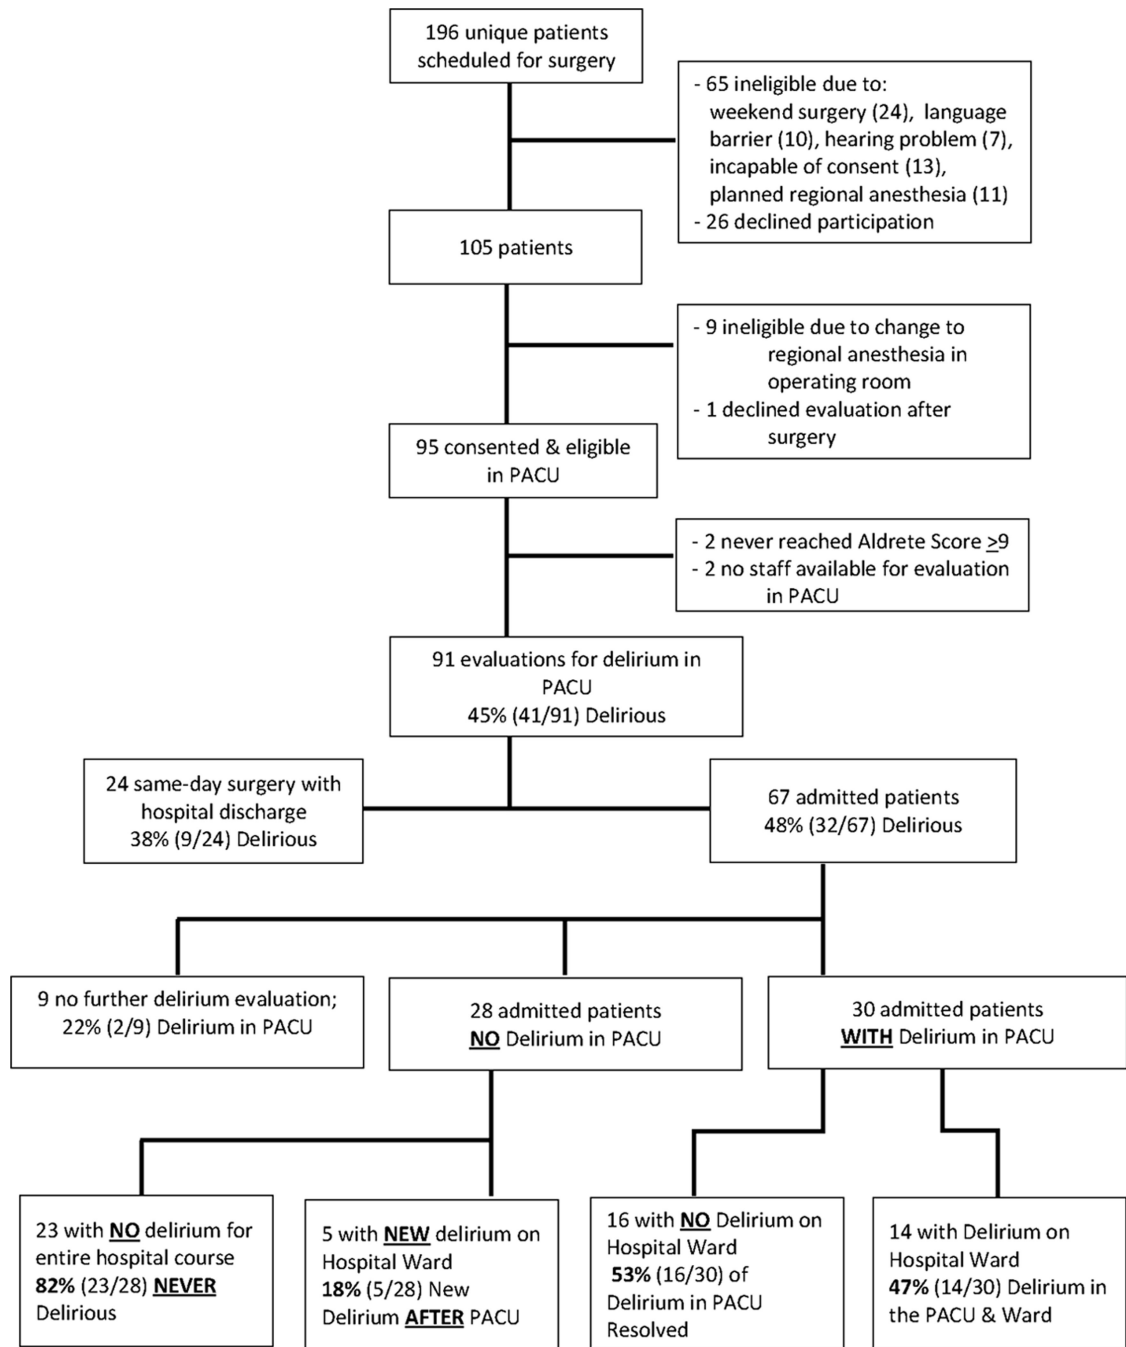 196 unique patients
scheduled for surgery
- 65 ineligible due to:
weekend surgery (24), language
barrier (10), hearing problem (7),
incapable of consent (13),
planned regional anesthesia (11)
- 26 declined participation
105 patients
- 9 ineligible due to change to
regional anesthesia in
operating room
- 1 declined evaluation after
surgery
95 consented & eligible
in PACU
- 2 never reached Aldrete Score ≥9
- 2 no staff available for evaluation
in PACU
91 evaluations for delirium in
PACU
45% (41/91) Delirious
24 same-day surgery with
hospital discharge
38% (9/24) Delirious
67 admitted patients
48% (32/67) Delirious
9 no further delirium evaluation;
22% (2/9) Delirium in PACU
28 admitted patients
NO Delirium in PACU
30 admitted patients
WITH Delirium in PACU
23 with NO delirium for
entire hospital course
82% (23/28) NEVER
Delirious
5 with NEW delirium on
Hospital Ward
18% (5/28) New
Delirium AFTER PACU
16 with NO Delirium on
Hospital Ward
53% (16/30) of
Delirium in PACU
Resolved
14 with Delirium on
Hospital Ward
47% (14/30) Delirium in
the PACU & Ward